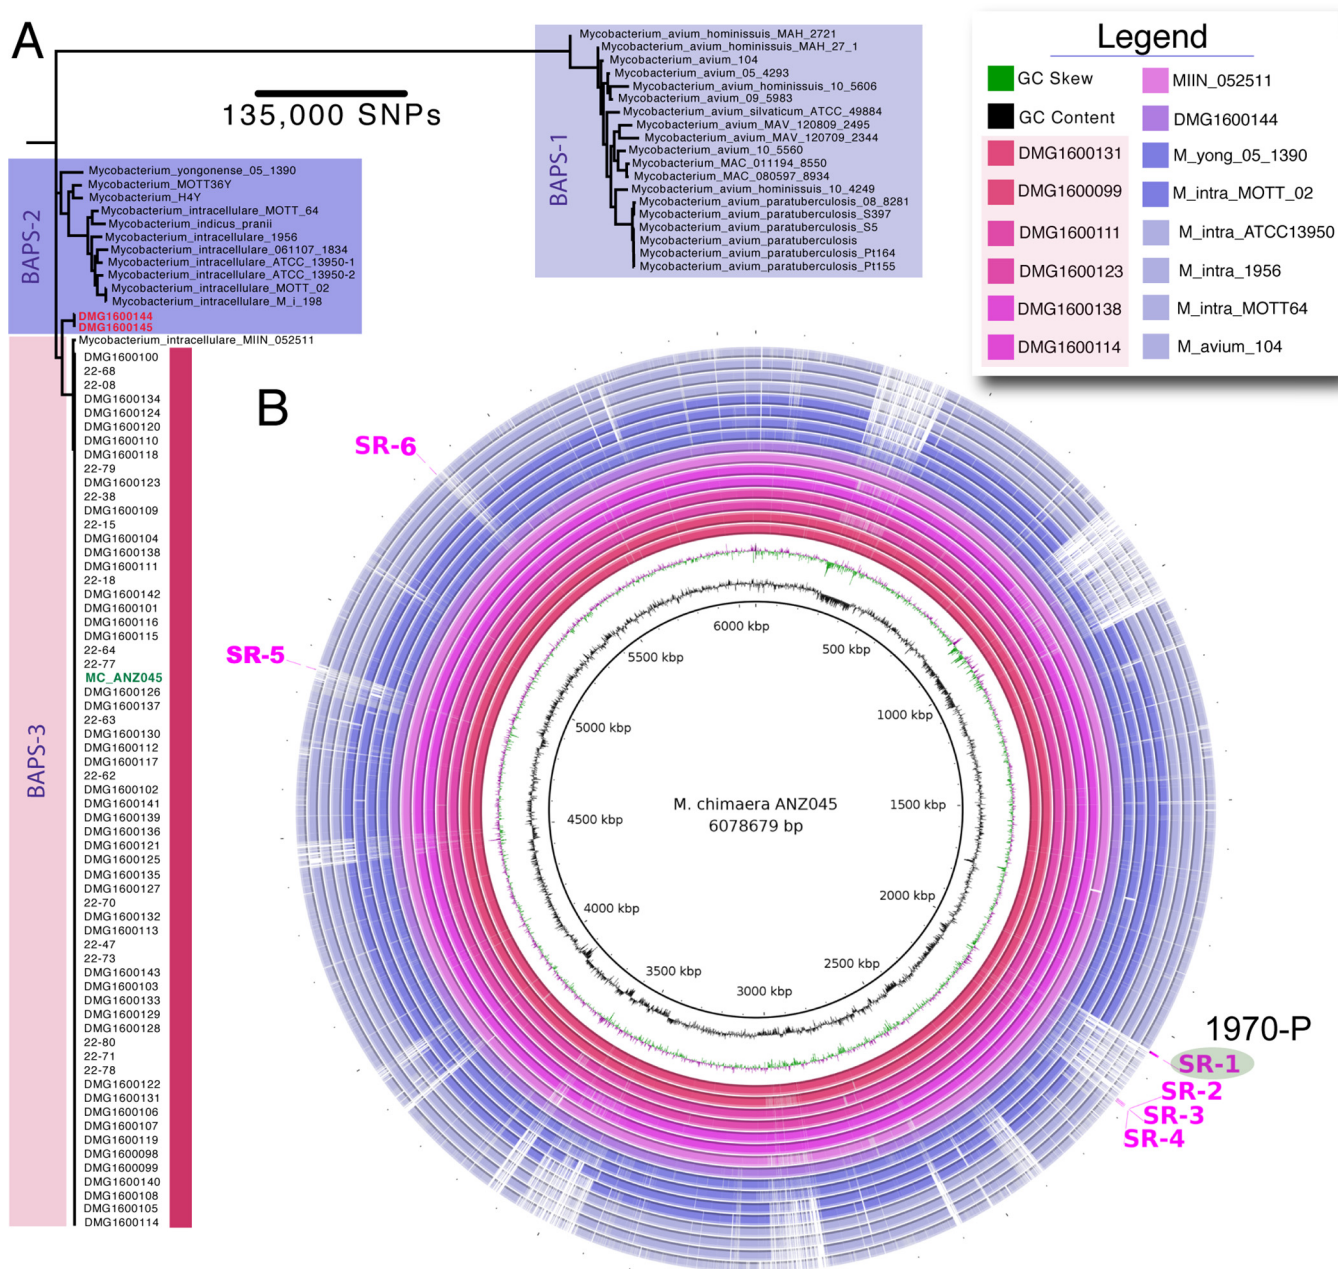 A
135,000 SNPs
BAPS-1
Mycobacterium_avium_hominissuis_MAH_2721
Mycobacterium_avium_hominissuis_MAH_27_1
Mycobacterium_avium_104
Mycobacterium_avium_05_4293
Mycobacterium_avium_hominissuis_10_5606
Mycobacterium_avium_09_5983
Mycobacterium_avium_silvaticum_ATCC_49884
Mycobacterium_avium_MAV_120809_2495
Mycobacterium_avium_MAV_120709_2344
Mycobacterium_avium_10_5560
Mycobacterium_MAC_011194_8550
Mycobacterium_MAC_080597_8934
Mycobacterium_avium_hominissuis_10_4249
Mycobacterium_avium_paratuberculosis_08_8281
Mycobacterium_avium_paratuberculosis_S397
Mycobacterium_avium_paratuberculosis_S5
Mycobacterium_avium_paratuberculosis
Mycobacterium_avium_paratuberculosis_Pt164
Mycobacterium_avium_paratuberculosis_Pt155
BAPS-2
Mycobacterium_yongonense_05_1390
Mycobacterium_MOTT36Y
Mycobacterium_H4Y
Mycobacterium_intracellulare_MOTT_64
Mycobacterium_indicus_pranii
Mycobacterium_intracellulare_1956
Mycobacterium_intracellulare_061107_1834
Mycobacterium_intracellulare_ATCC_13950-1
Mycobacterium_intracellulare_ATCC_13950-2
Mycobacterium_intracellulare_MOTT_02
Mycobacterium_intracellulare_M_i_198
DMG1600144
DMG1600145
BAPS-3
Mycobacterium_intracellulare_MIIN_052511
DMG1600100
22-68
22-08
DMG1600134
DMG1600124
DMG1600120
DMG1600110
DMG1600118
22-79
DMG1600123
22-38
DMG1600109
22-15
DMG1600104
DMG1600138
DMG1600111
22-18
DMG1600142
DMG1600101
DMG1600116
DMG1600115
22-64
22-77
MC_ANZ045
DMG1600126
DMG1600137
22-63
DMG1600130
DMG1600112
DMG1600117
22-62
DMG1600102
DMG1600141
DMG1600139
DMG1600136
DMG1600121
DMG1600125
DMG1600135
DMG1600127
22-70
DMG1600132
DMG1600113
22-47
22-73
DMG1600143
DMG1600103
DMG1600133
DMG1600129
DMG1600128
22-80
22-71
22-78
DMG1600122
DMG1600131
DMG1600106
DMG1600107
DMG1600119
DMG1600098
DMG1600099
DMG1600140
DMG1600108
DMG1600105
DMG1600114
Legend
GC Skew
GC Content
DMG1600131
DMG1600099
DMG1600111
DMG1600123
DMG1600138
DMG1600114
MIIN_052511
DMG1600144
M_yong_05_1390
M_intra_MOTT_02
M_intra_ATCC13950
M_intra_1956
M_intra_MOTT64
M_avium_104
B
SR-6
SR-5
6000 kbp
500 kbp
1000 kbp
1500 kbp
2000 kbp
2500 kbp
3000 kbp
3500 kbp
4000 kbp
4500 kbp
5000 kbp
5500 kbp
M. chimaera ANZ045
6078679 bp
1970-P
SR-1
SR-2
SR-3
SR-4